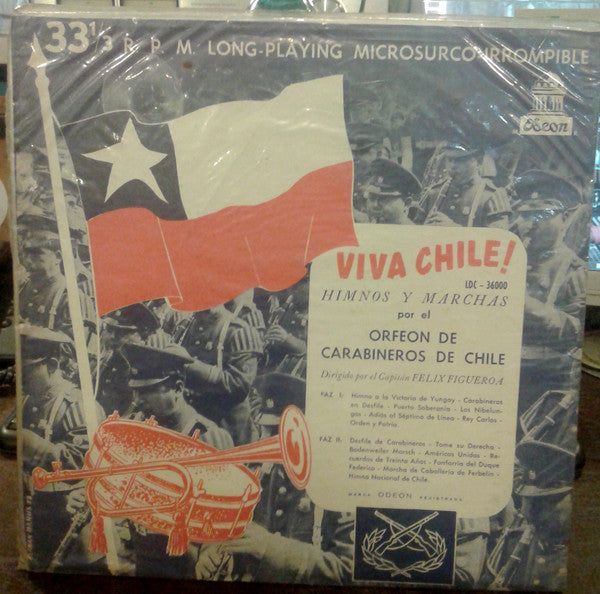 33 1/3 R. P. M. LONG-PLAYING MICROSURCO IRROMPIBLE
Odeon
VIVA CHILE!
LDC - 36000
HIMNOS Y MARCHAS
por el
ORFEON DE
CARABINEROS DE CHILE
Dirigido por el Capitán FELIX FIGUEROA
FAZ I: Himno a la Victoria de Yungay - Carabineros
en Desfile - Puerto Soberanía - Los Nibelun-
gos - Adiós al Séptimo de Línea - Rey Carlos -
Orden y Patria.
FAZ II: Desfile de Carabineros - Tome su Derecha -
Badenweiler Marsch - Américas Unidas - Re-
cuerdos de Treinta Años - Fanfarria del Duque
Federico - Marcha de Caballería de Ferbelin -
Himno Nacional de Chile.
MARCA ODEON REGISTRADA